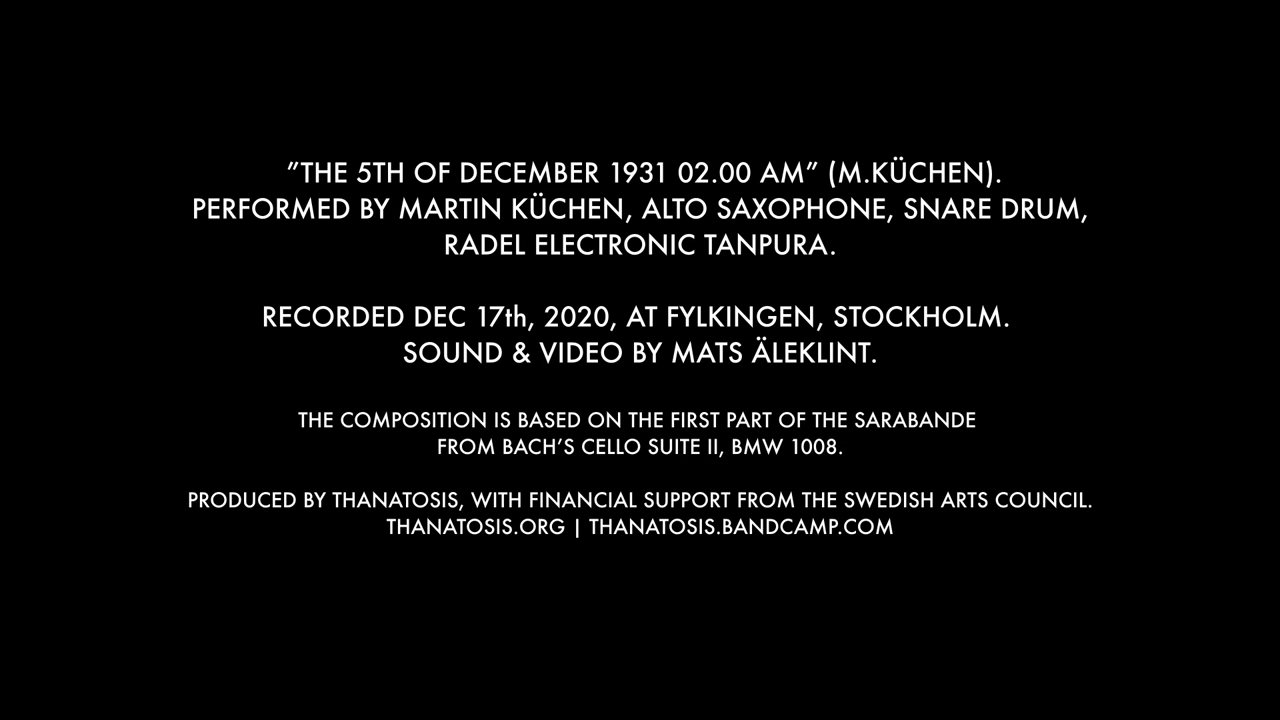 ”THE 5TH OF DECEMBER 1931 02.00 AM” (M.KÜCHEN).
PERFORMED BY MARTIN KÜCHEN, ALTO SAXOPHONE, SNARE DRUM,
RADEL ELECTRONIC TANPURA.
RECORDED DEC 17th, 2020, AT FYLKINGEN, STOCKHOLM.
SOUND & VIDEO BY MATS ÄLEKLINT.
THE COMPOSITION IS BASED ON THE FIRST PART OF THE SARABANDE
FROM BACH’S CELLO SUITE II, BMW 1008.
PRODUCED BY THANATOSIS, WITH FINANCIAL SUPPORT FROM THE SWEDISH ARTS COUNCIL.
THANATOSIS.ORG | THANATOSIS.BANDCAMP.COM